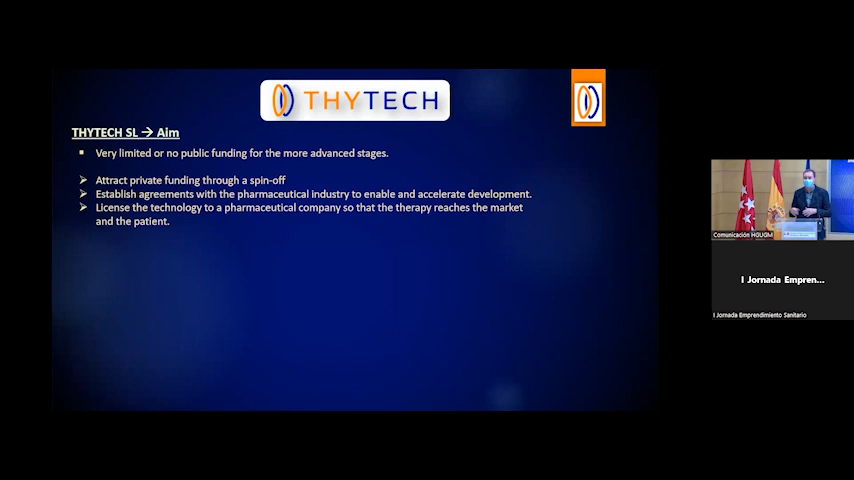 THYTECH
THYTECH SL → Aim
▪ Very limited or no public funding for the more advanced stages.
➢ Attract private funding through a spin-off
➢ Establish agreements with the pharmaceutical industry to enable and accelerate development.
➢ License the technology to a pharmaceutical company so that the therapy reaches the market
and the patient.
Comunicación HGUGM
I Jornada Empren...
I Jornada Emprendimiento Sanitario